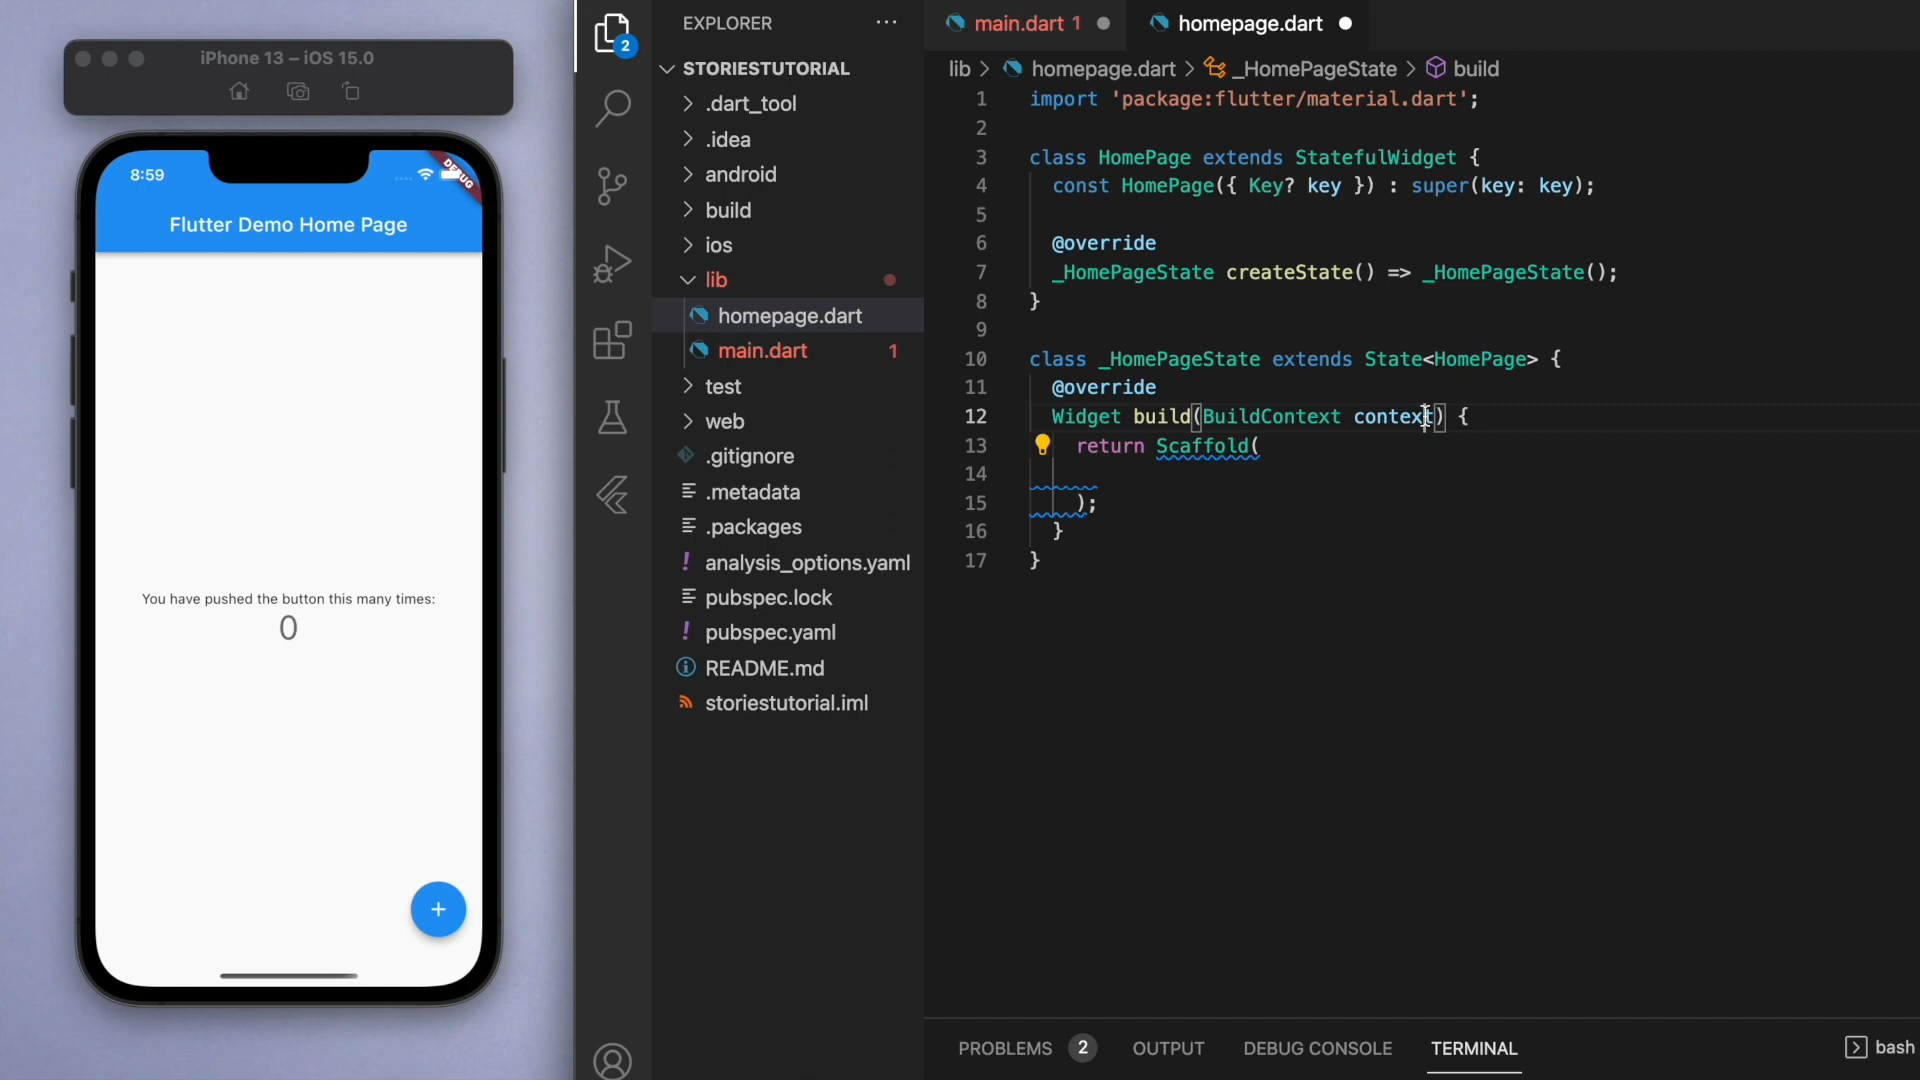 iPhone 13 – iOS 15.0
8:59
DEBUG
Flutter Demo Home Page
You have pushed the button this many times:
0
+
2
EXPLORER ...
STORIESTUTORIAL
.dart_tool
.idea
android
build
ios
lib
homepage.dart
main.dart 1
test
web
.gitignore
.metadata
.packages
! analysis_options.yaml
pubspec.lock
! pubspec.yaml
README.md
storiestutorial.iml
main.dart 1 homepage.dart
lib > homepage.dart > _HomePageState > build
1 import 'package:flutter/material.dart';
2
3 class HomePage extends StatefulWidget {
4 const HomePage({ Key? key }) : super(key: key);
5
6 @override
7 _HomePageState createState() => _HomePageState();
8 }
9
10 class _HomePageState extends State<HomePage> {
11 @override
12 Widget build(BuildContext context) {
13 return Scaffold(
14
15 );
16 }
17 }
PROBLEMS 2 OUTPUT DEBUG CONSOLE TERMINAL bash